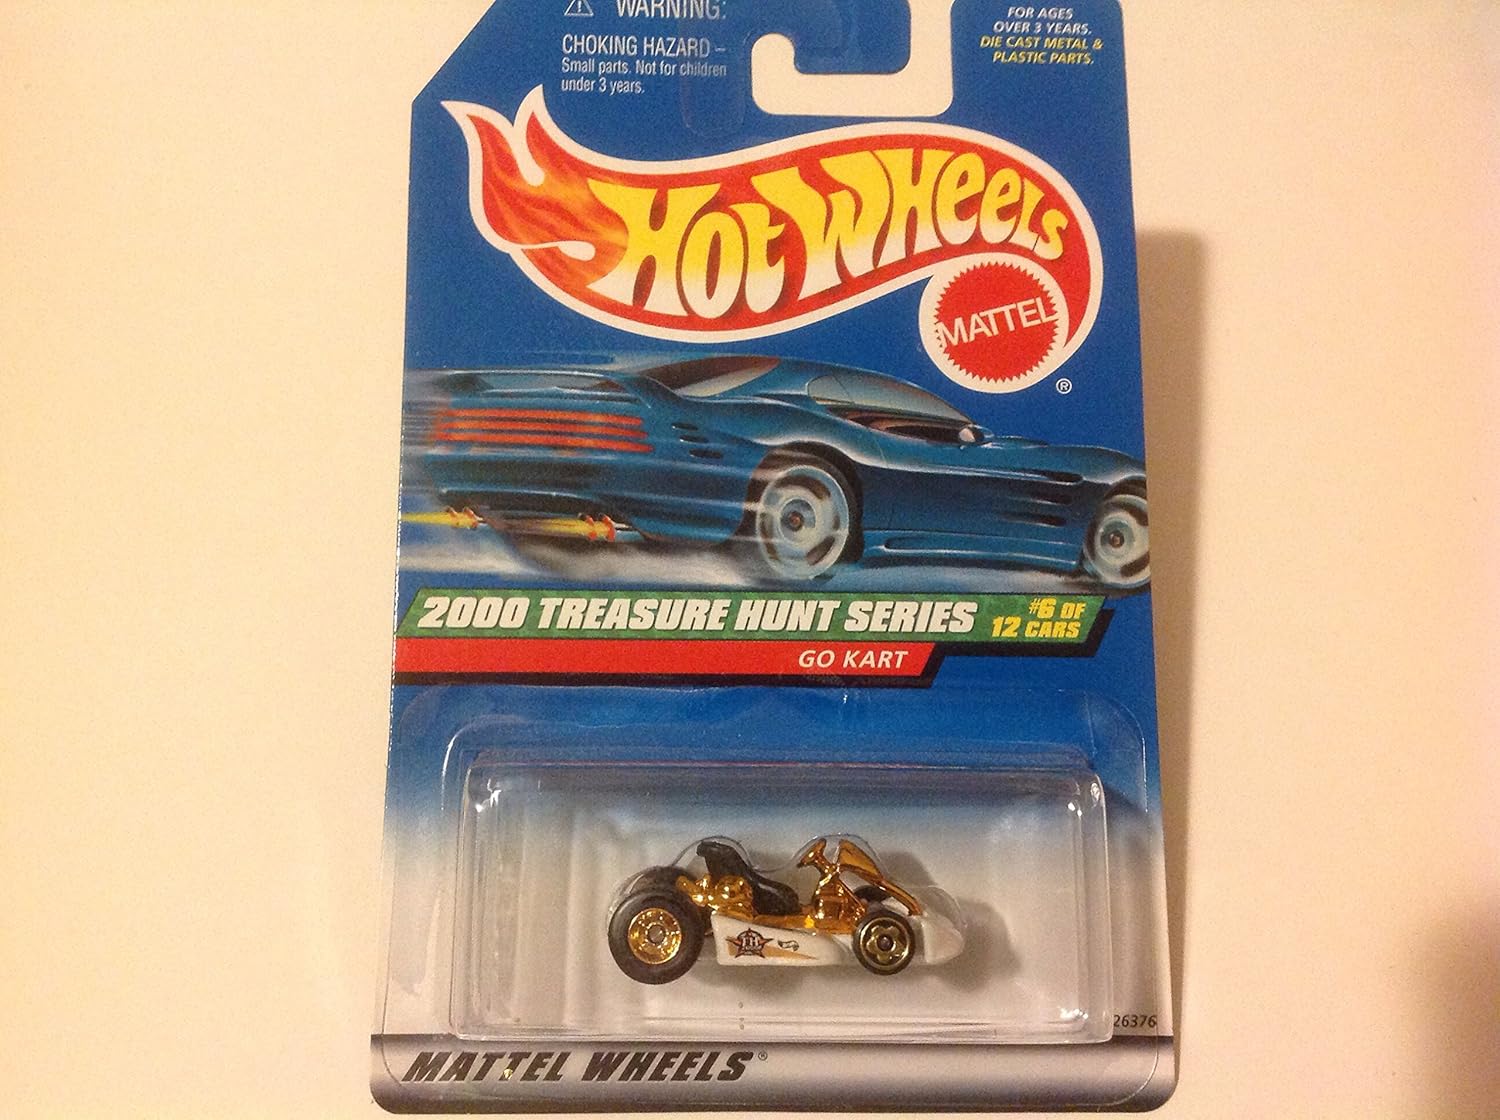 WARNING:
CHOKING HAZARD –
Small parts. Not for children
under 3 years.
FOR AGES
OVER 3 YEARS.
DIE CAST METAL &
PLASTIC PARTS.
HOT WHEELS
MATTEL
®
2000 TREASURE HUNT SERIES
#6 OF
12 CARS
GO KART
TH
26376
MATTEL WHEELS®